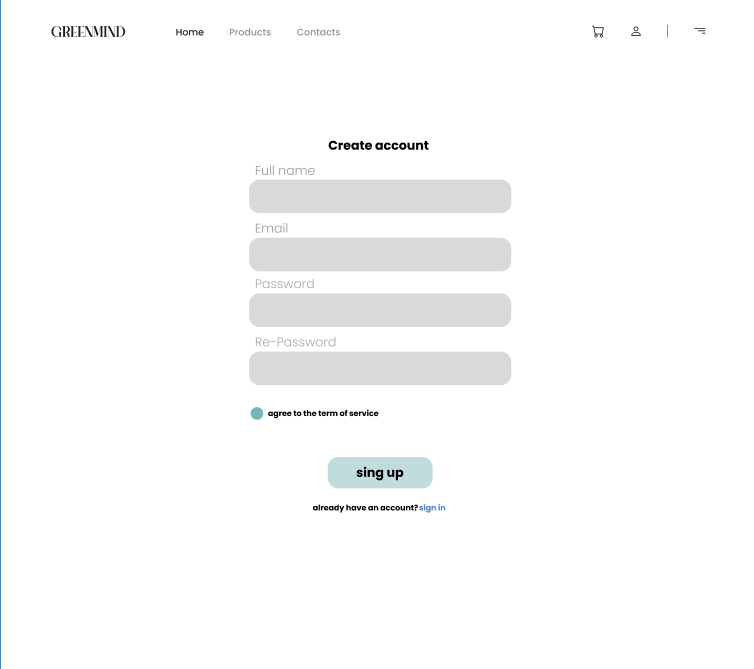 GREENMIND Home Products Contacts
Create account
Full name
Email
Password
Re-Password
agree to the term of service
sing up
already have an account? sign in